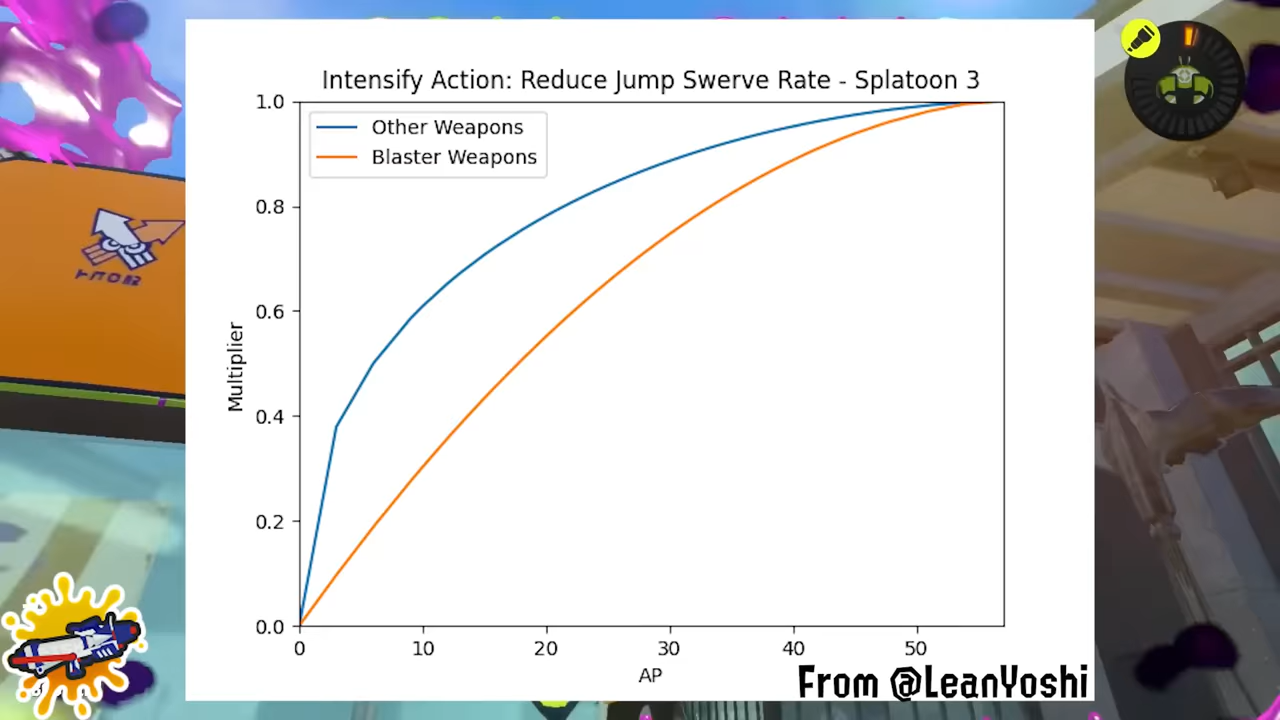 Intensify Action: Reduce Jump Swerve Rate - Splatoon 3
1.0
Other Weapons
Blaster Weapons
0.8
0.6
Multiplier
0.4
0.2
0.0
0 10 20 30 40 50
AP
From @LeanYoshi